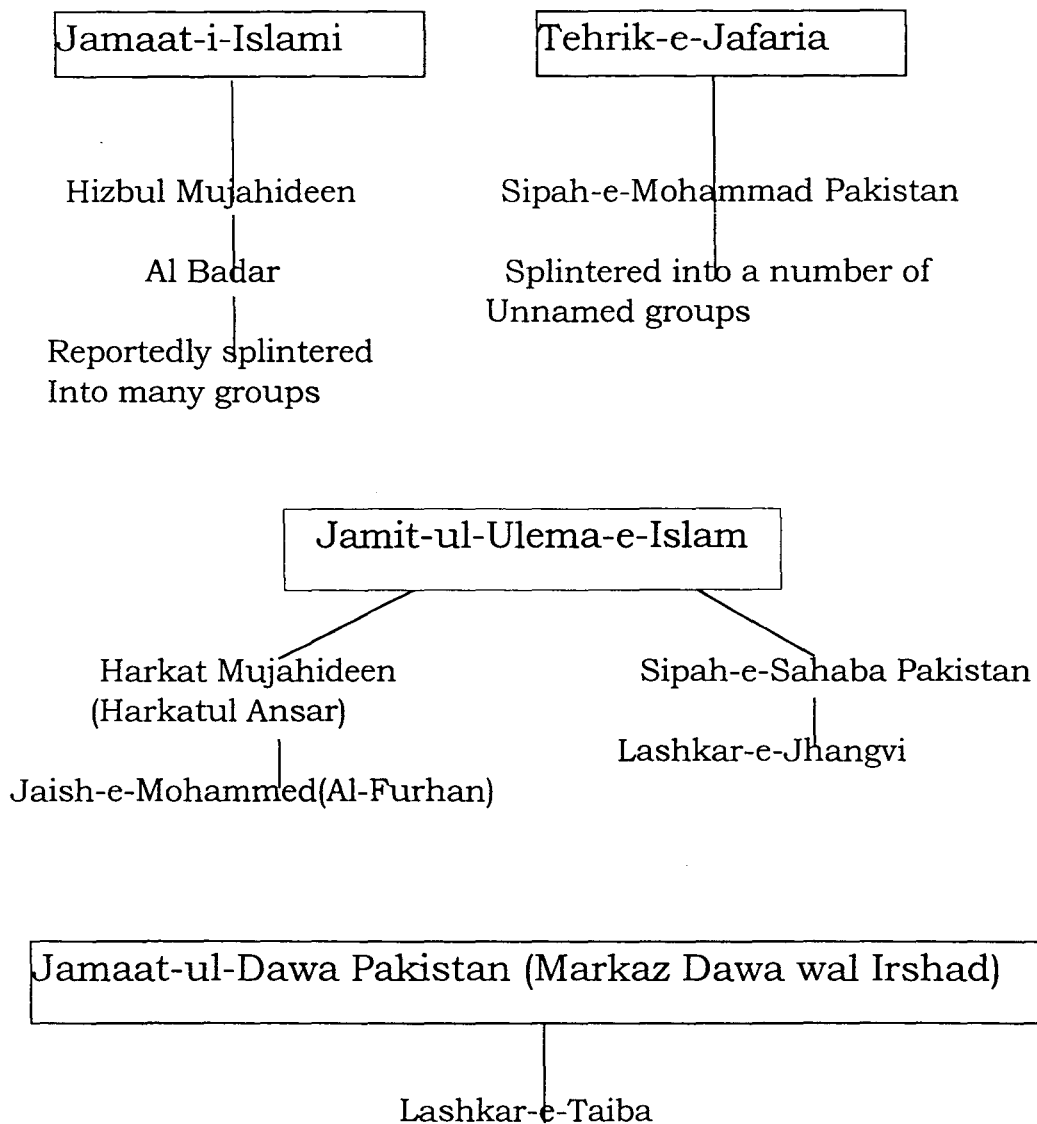 Jamaat-i-Islami
Hizbul Mujahideen
Al Badar
Reportedly splintered
Into many groups
Tehrik-e-Jafaria
Sipah-e-Mohammad Pakistan
Splintered into a number of
Unnamed groups
Jamit-ul-Ulema-e-Islam
Harkat Mujahideen
(Harkatul Ansar)
Jaish-e-Mohammed(Al-Furhan)
Sipah-e-Sahaba Pakistan
Lashkar-e-Jhangvi
Jamaat-ul-Dawa Pakistan (Markaz Dawa wal Irshad)
Lashkar-e-Taiba